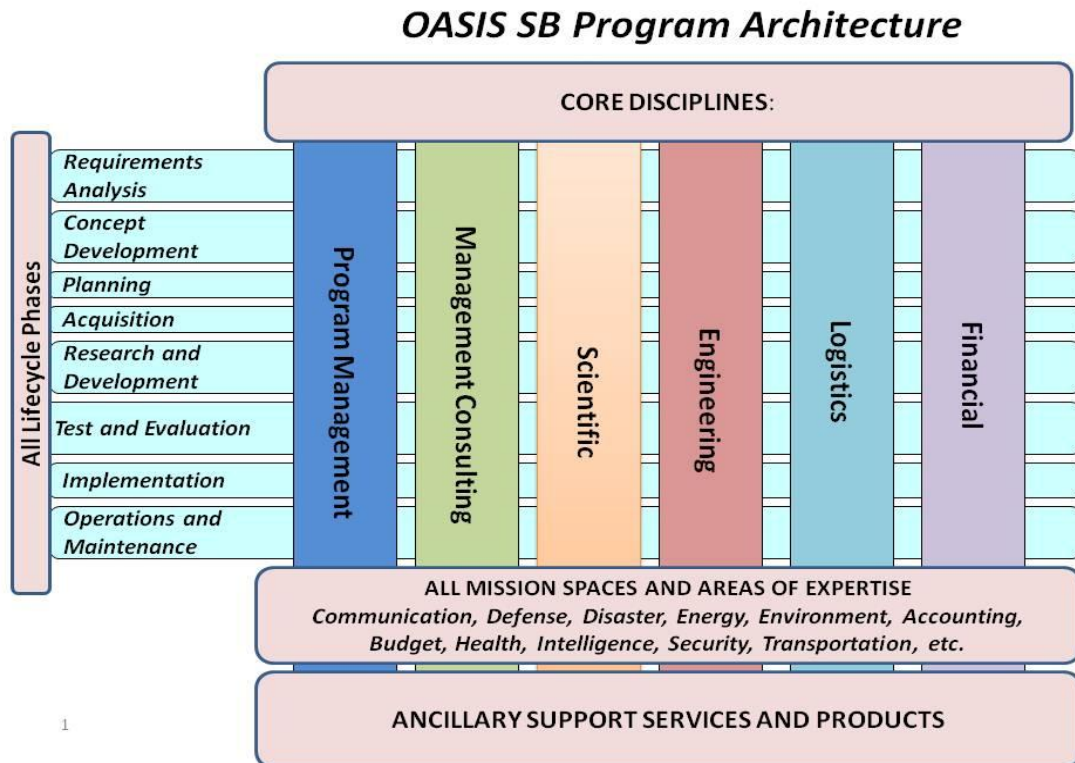 OASIS SB Program Architecture
CORE DISCIPLINES:
All Lifecycle Phases
Requirements
Analysis
Concept
Development
Planning
Acquisition
Research and
Development
Test and Evaluation
Implementation
Operations and
Maintenance
Program Management
Management Consulting
Scientific
Engineering
Logistics
Financial
ALL MISSION SPACES AND AREAS OF EXPERTISE
Communication, Defense, Disaster, Energy, Environment, Accounting,
Budget, Health, Intelligence, Security, Transportation, etc.
ANCILLARY SUPPORT SERVICES AND PRODUCTS
1